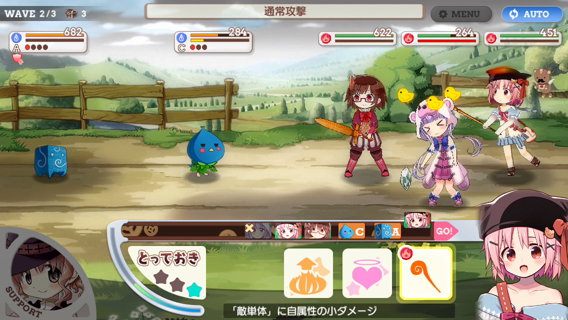 WAVE 2/3 3
通常攻撃
MENU
AUTO
682
A
284
C
622
264
451
C
A
GO!
とっておき
SUPPORT
「敵単体」に自属性の小ダメージ